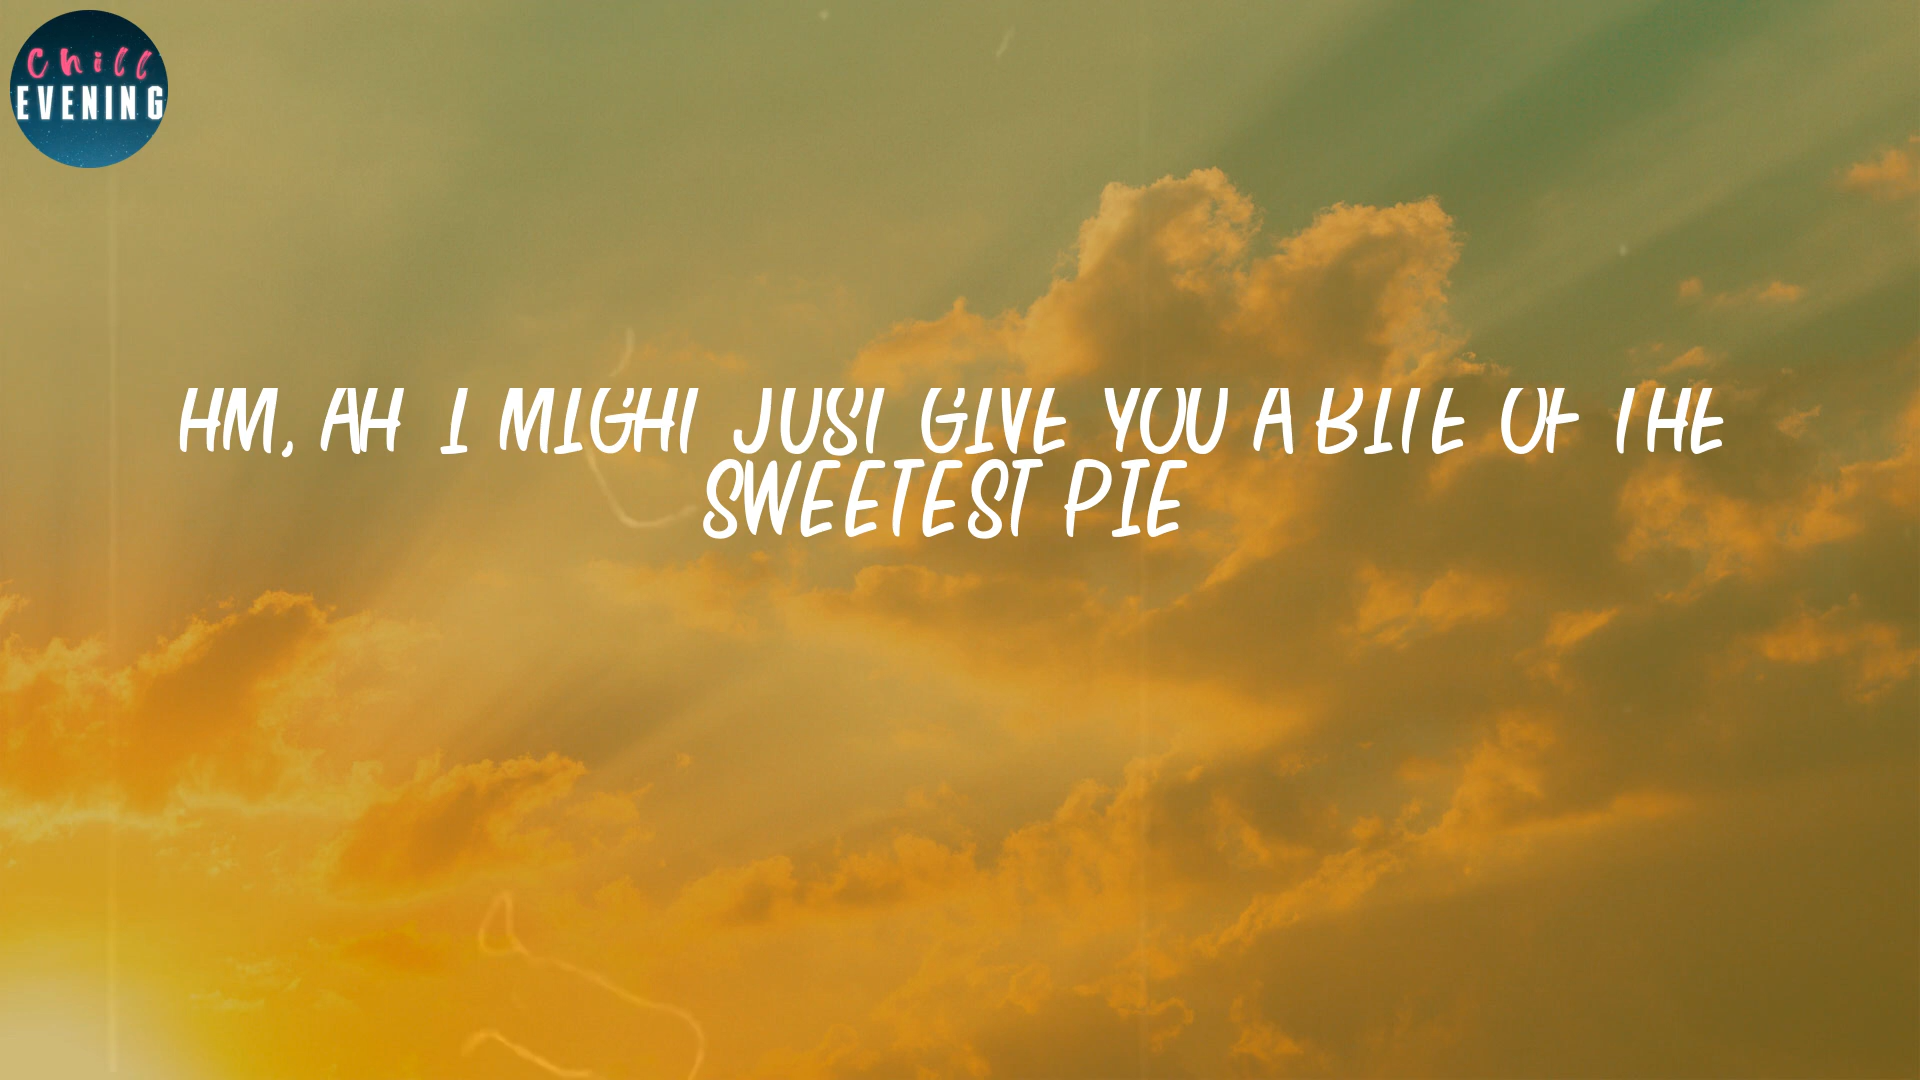 Chill
EVENING
HM, AH I MIGHT JUST GIVE YOU A BITE OF THE
SWEETEST PIE